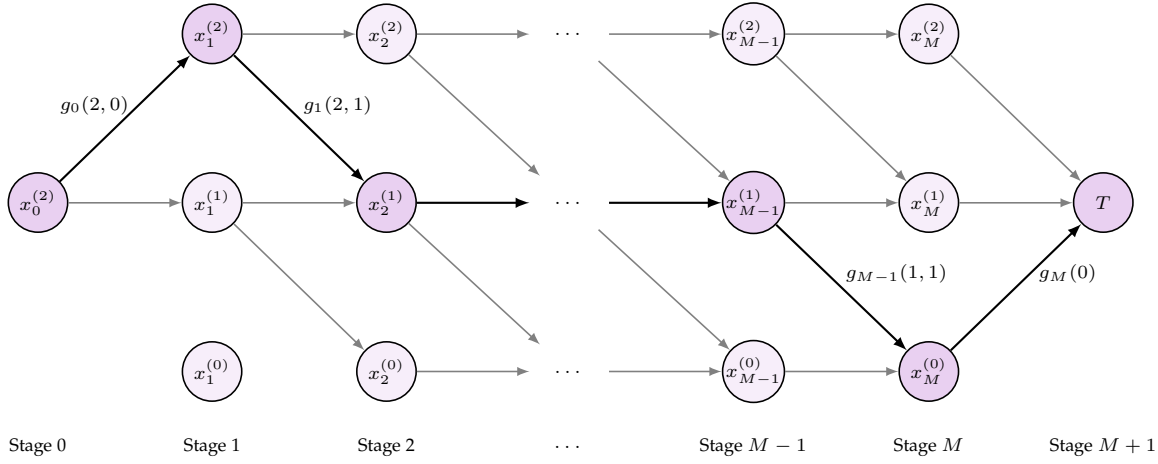 x_1^{(2)} x_2^{(2)} ⋯ x_{M−1}^{(2)} x_M^{(2)}
g_0(2, 0) g_1(2, 1)
x_0^{(2)} x_1^{(1)} x_2^{(1)} ⋯ x_{M−1}^{(1)} x_M^{(1)} T
g_{M−1}(1, 1) g_M(0)
x_1^{(0)} x_2^{(0)} ⋯ x_{M−1}^{(0)} x_M^{(0)}
Stage 0 Stage 1 Stage 2 ⋯ Stage M − 1 Stage M Stage M + 1